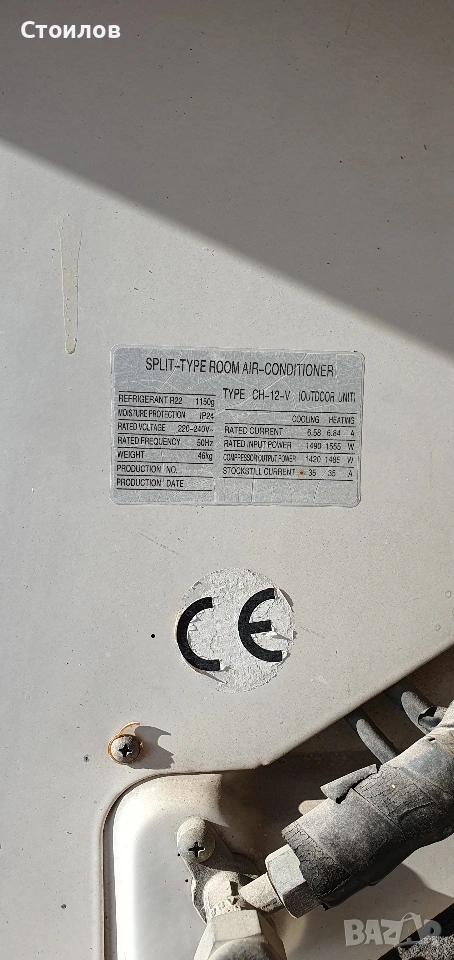 Стоилов
SPLIT-TYPE ROOM AIR-CONDITIONER
REFRIGERANT R22 1150g
MOISTURE PROTECTION IP24
RATED VOLTAGE 220-240V~
RATED FREQUENCY 50Hz
WEIGHT 46kg
PRODUCTION NO.
PRODUCTION DATE
TYPE CH-12-V (OUTDOOR UNIT)
COOLING HEATING
RATED CURRENT 6.58 6.84 A
RATED INPUT POWER 1490 1555 W
COMPRESSOR OUTPUT POWER 1420 1485 W
STOCKSTILL CURRENT 35 35 A
CE
BAZAR